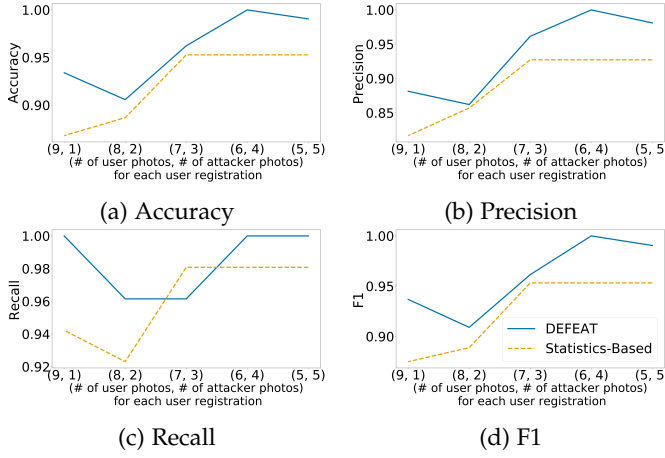 1.00
0.95
0.90
Accuracy
(9, 1) (8, 2) (7, 3) (6, 4) (5, 5)
(# of user photos, # of attacker photos)
for each user registration
(a) Accuracy
1.00
0.95
0.90
0.85
Precision
(9, 1) (8, 2) (7, 3) (6, 4) (5, 5)
(# of user photos, # of attacker photos)
for each user registration
(b) Precision
1.00
0.98
0.96
0.94
0.92
Recall
(9, 1) (8, 2) (7, 3) (6, 4) (5, 5)
(# of user photos, # of attacker photos)
for each user registration
(c) Recall
1.00
0.95
0.90
F1
DEFEAT
Statistics-Based
(9, 1) (8, 2) (7, 3) (6, 4) (5, 5)
(# of user photos, # of attacker photos)
for each user registration
(d) F1